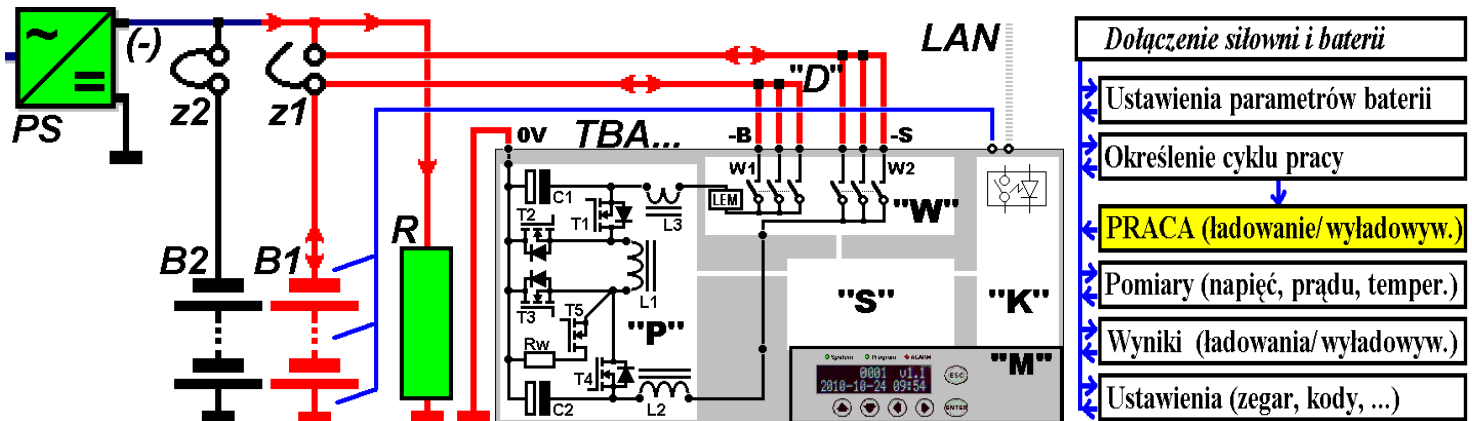 (-)
LAN
z2
z1
"D"
PS
0V
TBA...
-B
-S
W1
W2
C1
LEM
"W"
T2
T1
L3
R
B2
B1
L1
"S"
"K"
T3
T5
"P"
Rw
T4
C2
L2
System
Program
ALARM
"M"
0001 v1.1
2010-10-24 09:54
ESC
ENTER
Dołączenie siłowni i baterii
Ustawienia parametrów baterii
Określenie cyklu pracy
PRACA (ładowanie/wyładowyw.)
Pomiary (napięć, prądu, temper.)
Wyniki (ładowania/wyładowyw.)
Ustawienia (zegar, kody, ...)